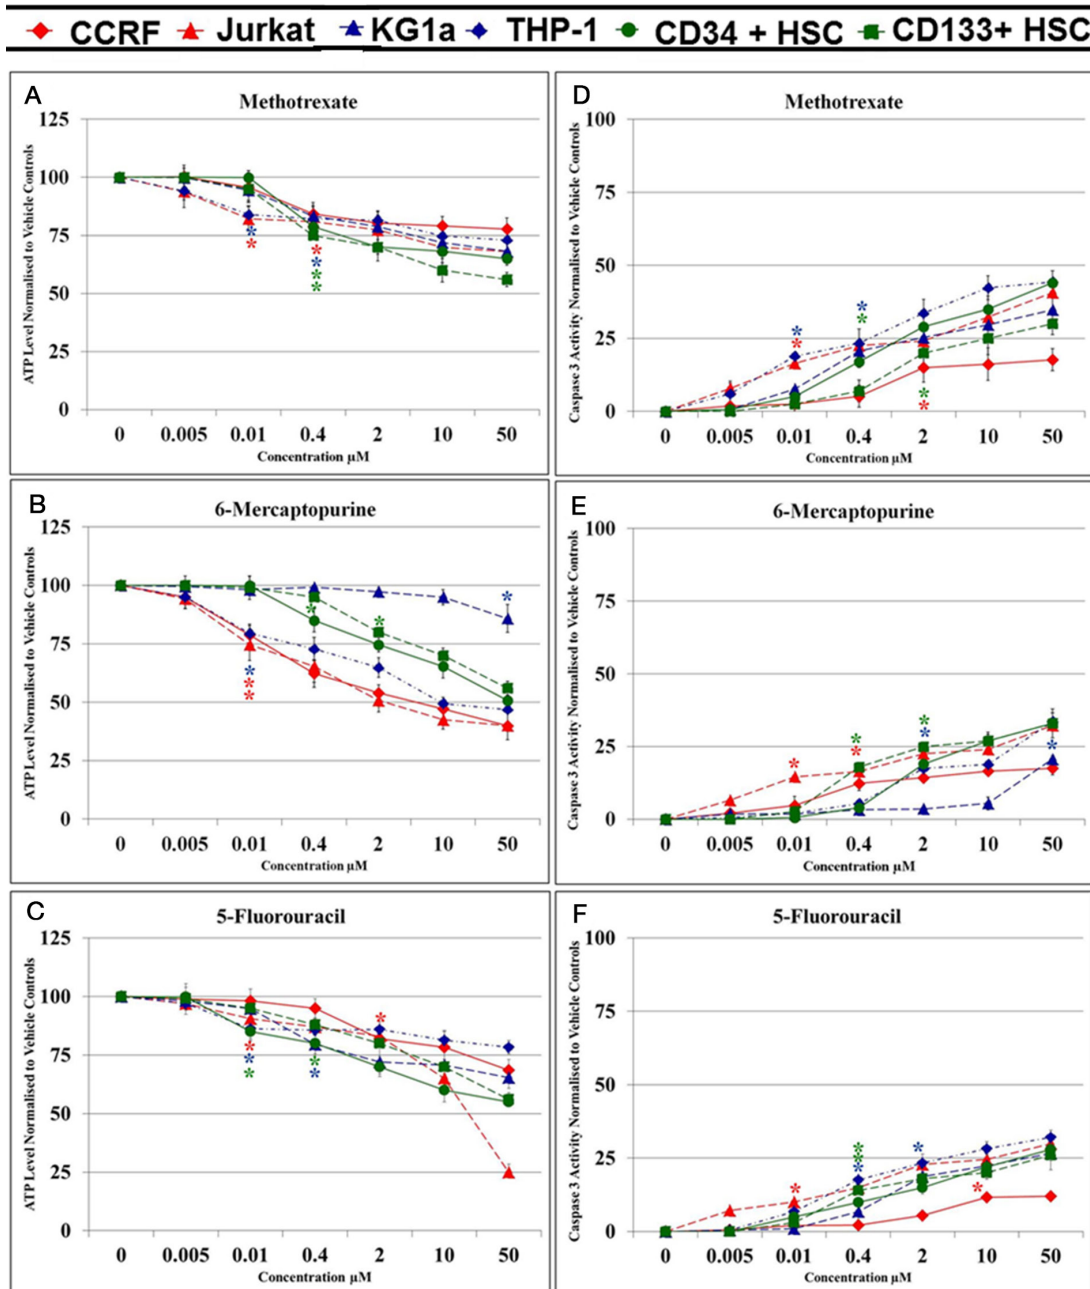 CCRF Jurkat KG1a THP-1 CD34 + HSC CD133+ HSC
A
Methotrexate
ATP Level Normalised to Vehicle Controls
125
100
75
50
25
0
0 0.005 0.01 0.4 2 10 50
Concentration µM
D
Methotrexate
Caspase 3 Activity Normalised to Vehicle Controls
100
75
50
25
0
0 0.005 0.01 0.4 2 10 50
Concentration µM
B
6-Mercaptopurine
ATP Level Normalised to Vehicle Controls
125
100
75
50
25
0
0 0.005 0.01 0.4 2 10 50
Concentration µM
E
6-Mercaptopurine
Caspase 3 Activity Normalised to Vehicle Controls
100
75
50
25
0
0 0.005 0.01 0.4 2 10 50
Concentration µM
C
5-Fluorouracil
ATP Level Normalised to Vehicle Controls
125
100
75
50
25
0
0 0.005 0.01 0.4 2 10 50
Concentration µM
F
5-Fluorouracil
Caspase 3 Activity Normalised to Vehicle Controls
100
75
50
25
0
0 0.005 0.01 0.4 2 10 50
Concentration µM